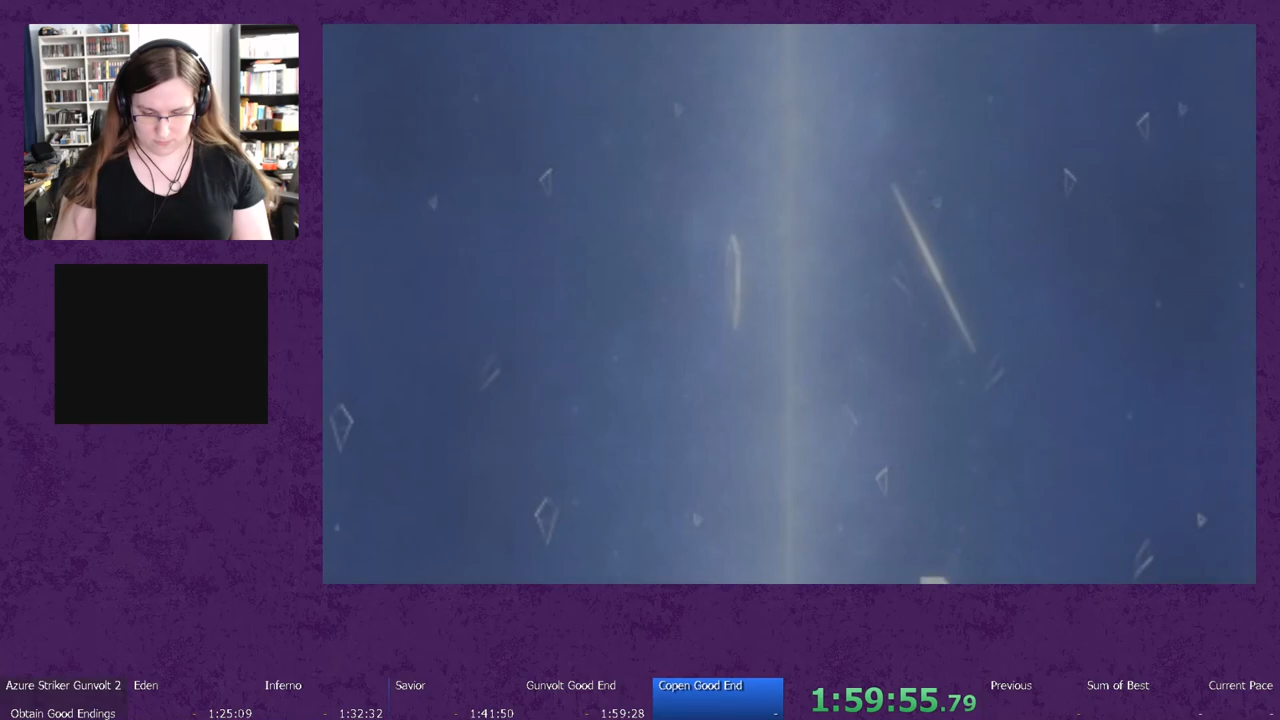 Azure Striker Gunvolt 2
Obtain Good Endings
Eden
- 1:25:09
Inferno
- 1:32:32
Savior
- 1:41:50
Gunvolt Good End
- 1:59:28
Copen Good End
-
1:59:55.79
Previous
-
Sum of Best
-
Current Pace
-